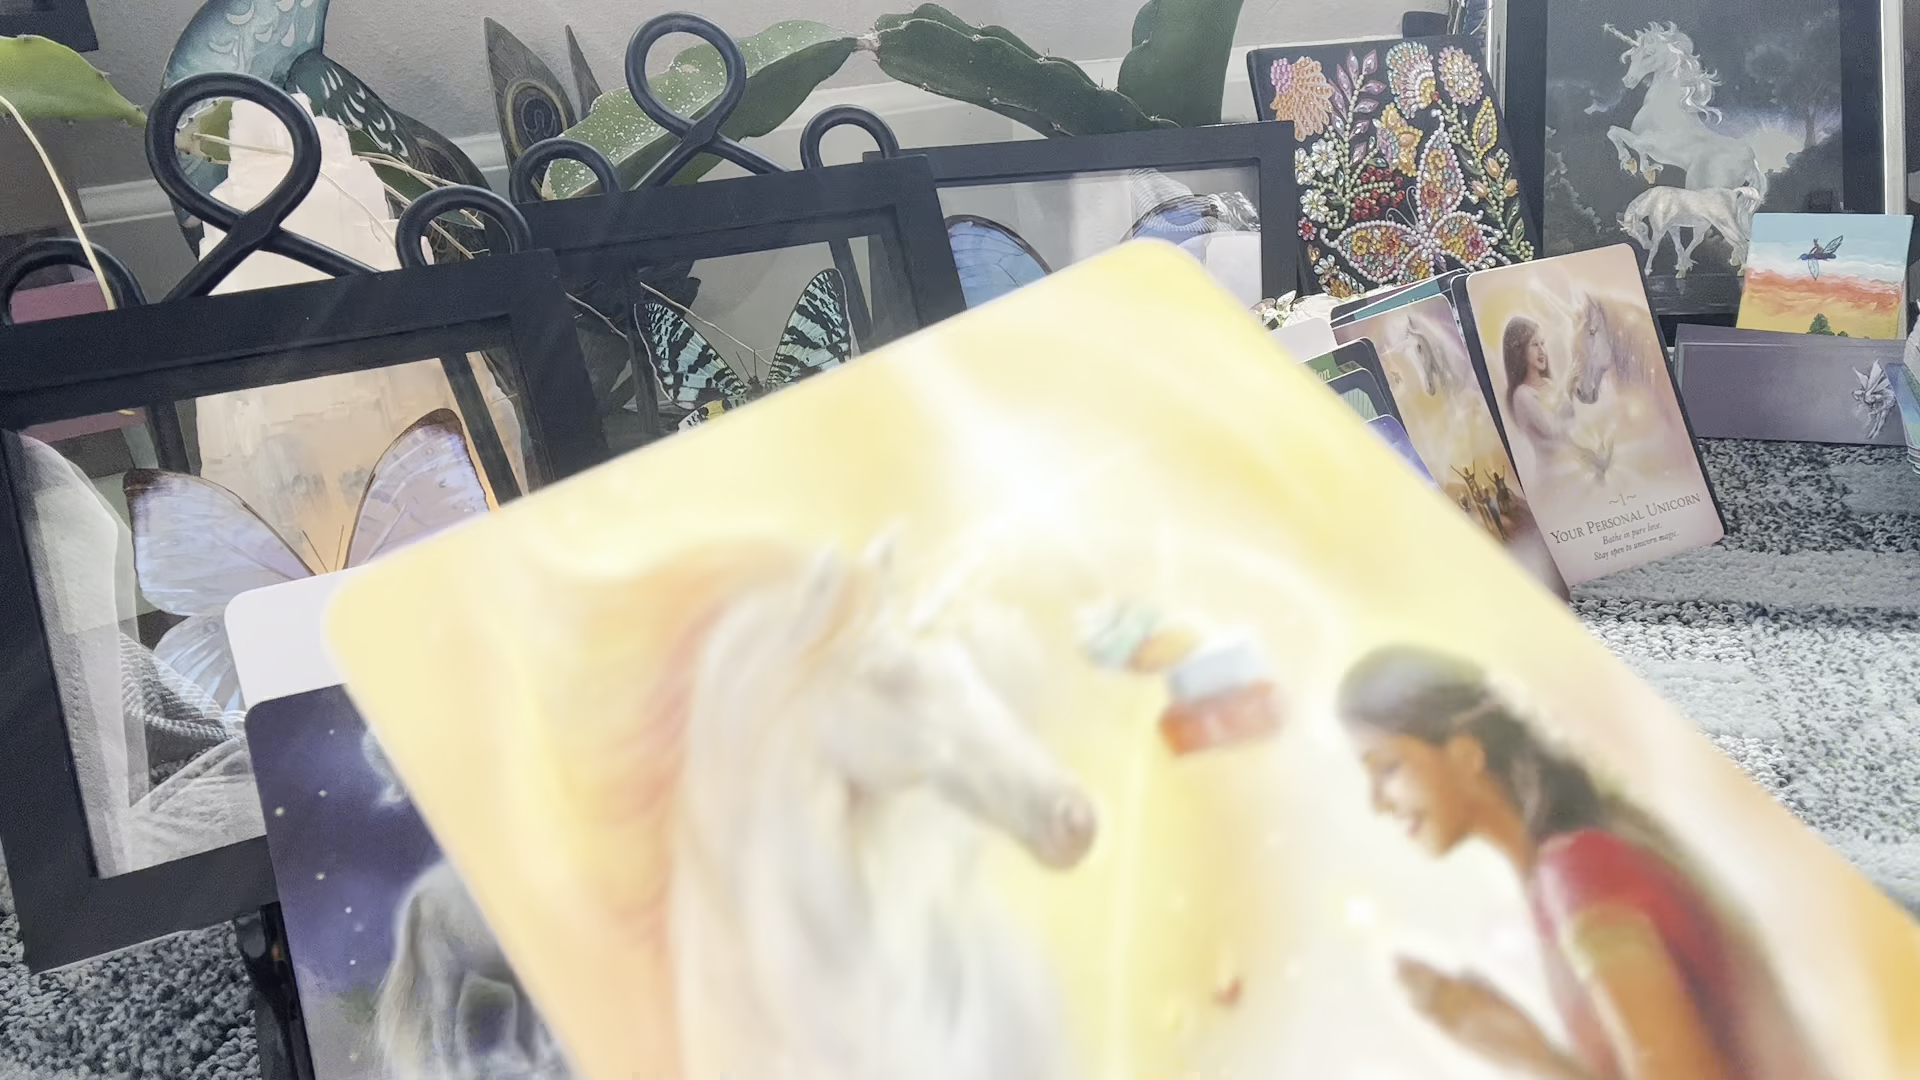 ~1~
YOUR PERSONAL UNICORN
Bathe in pure love.
Stay open to unicorn magic.